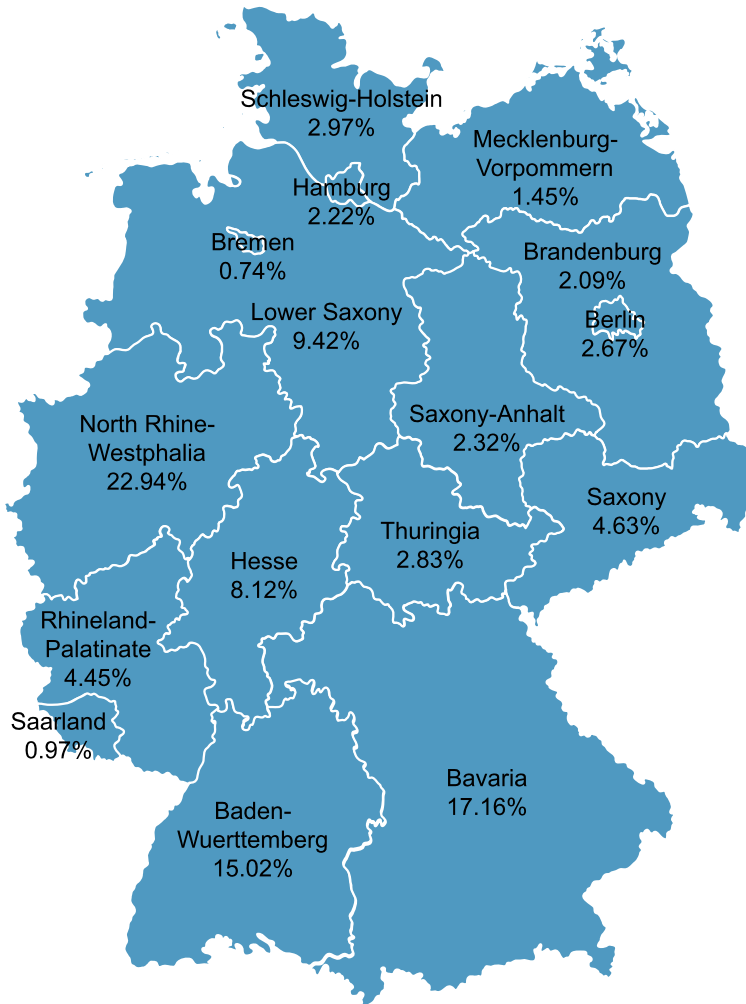 Schleswig-Holstein
2.97%
Mecklenburg-
Vorpommern
1.45%
Hamburg
2.22%
Bremen
0.74%
Brandenburg
2.09%
Lower Saxony
9.42%
Berlin
2.67%
North Rhine-
Westphalia
22.94%
Saxony-Anhalt
2.32%
Saxony
4.63%
Thuringia
2.83%
Hesse
8.12%
Rhineland-
Palatinate
4.45%
Saarland
0.97%
Bavaria
17.16%
Baden-
Wuerttemberg
15.02%